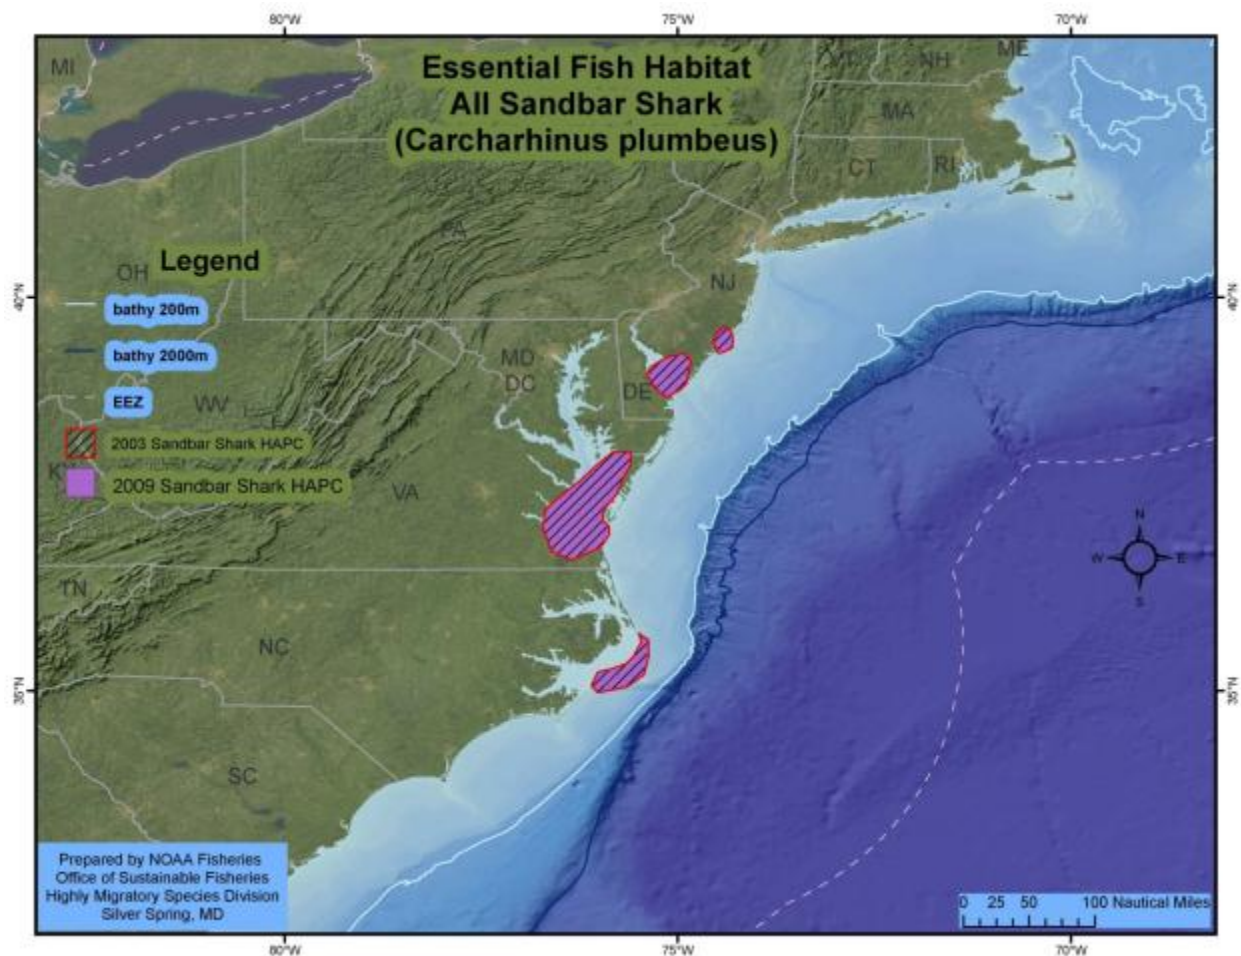 80°W
75°W
70°W
Essential Fish Habitat
All Sandbar Shark
(Carcharhinus plumbeus)
MI
VT
NH
ME
MA
CT
RI
PA
NJ
OH
Legend
bathy 200m
bathy 2000m
EEZ
2003 Sandbar Shark HAPC
2009 Sandbar Shark HAPC
40°N
40°N
MD
DC
DE
WV
VA
N
W
E
S
TN
NC
SC
35°N
35°N
Prepared by NOAA Fisheries
Office of Sustainable Fisheries
Highly Migratory Species Division
Silver Spring, MD
0 25 50 100 Nautical Miles
80°W
75°W
70°W